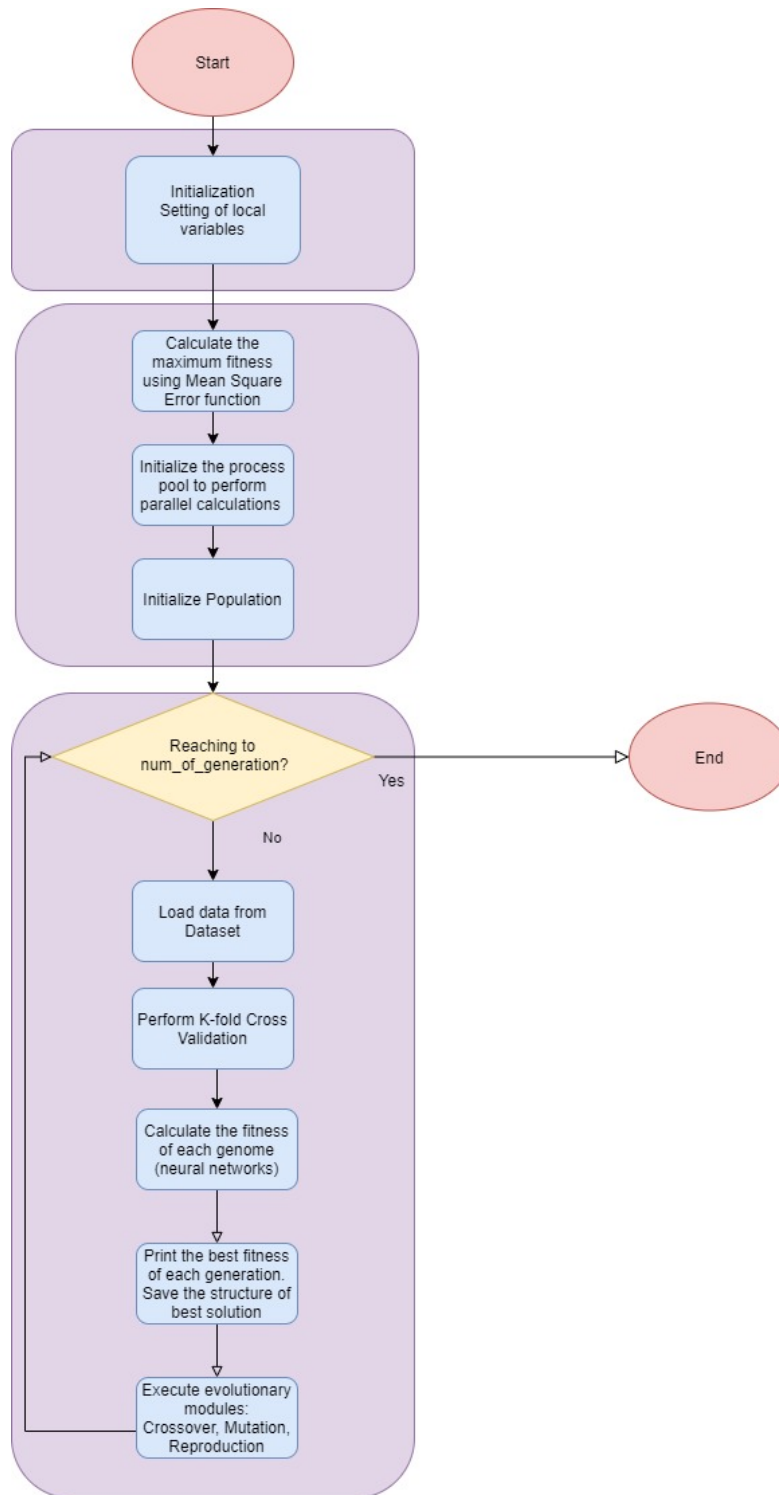 Start
Initialization
Setting of local
variables
Calculate the
maximum fitness
using Mean Square
Error function
Initialize the process
pool to perform
parallel calculations
Initialize Population
Reaching to
num_of_generation?
Yes
End
No
Load data from
Dataset
Perform K-fold Cross
Validation
Calculate the fitness
of each genome
(neural networks)
Print the best fitness
of each generation.
Save the structure of
best solution
Execute evolutionary
modules:
Crossover, Mutation,
Reproduction